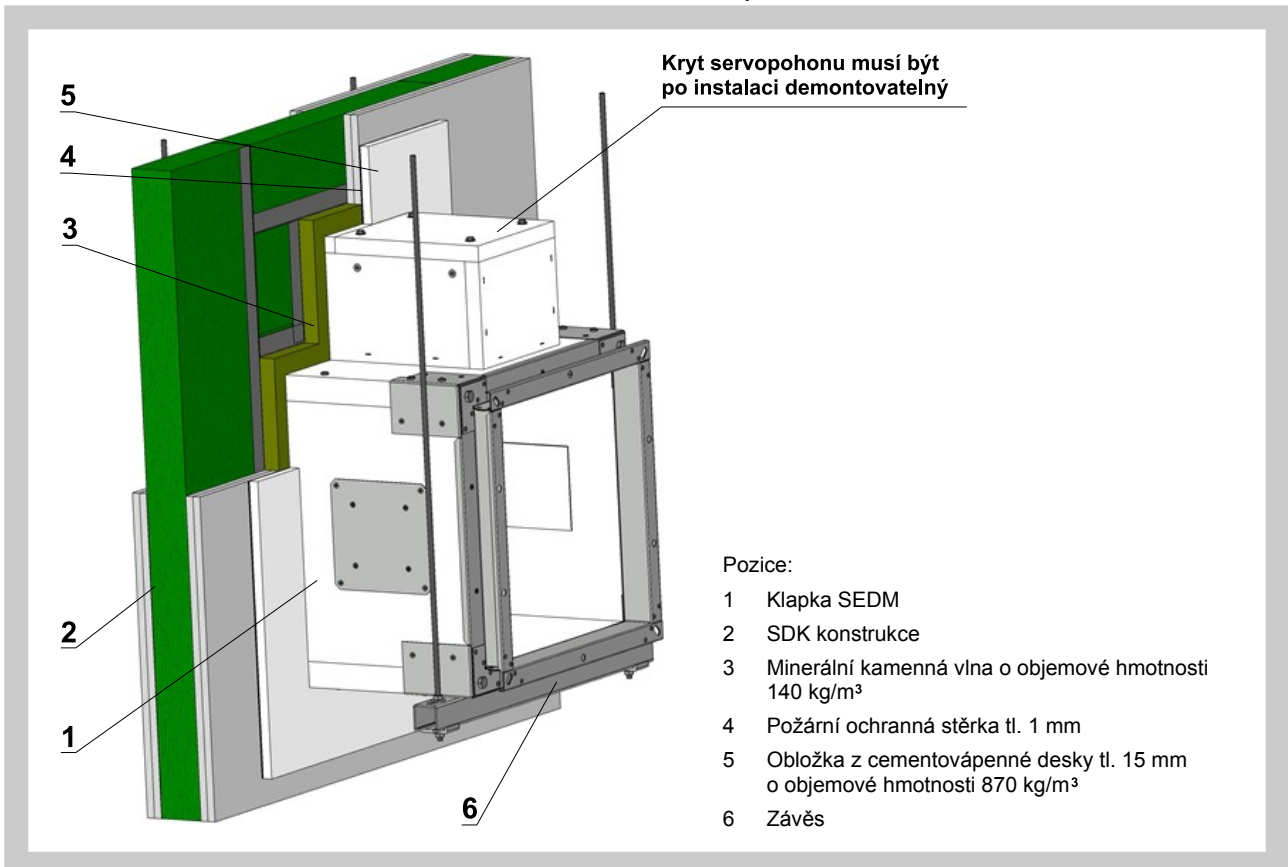 Kryt servopohonu musí být
po instalaci demontovatelný
5
4
3
2
1
6
Pozice:
1 Klapka SEDM
2 SDK konstrukce
3 Minerální kamenná vlna o objemové hmotnosti
140 kg/m³
4 Požární ochranná stěrka tl. 1 mm
5 Obložka z cementovápenné desky tl. 15 mm
o objemové hmotnosti 870 kg/m³
6 Závěs